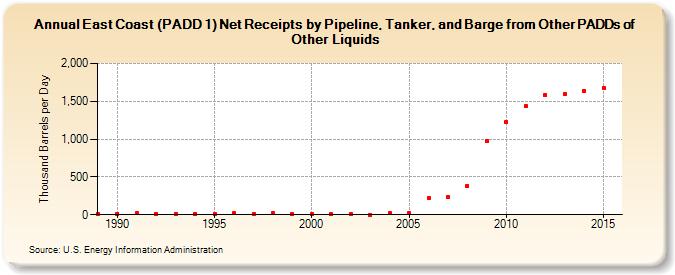 Annual East Coast (PADD 1) Net Receipts by Pipeline, Tanker, and Barge from Other PADDs of
Other Liquids
Thousand Barrels per Day
2,000
1,500
1,000
500
0
1990
1995
2000
2005
2010
2015
Source: U.S. Energy Information Administration